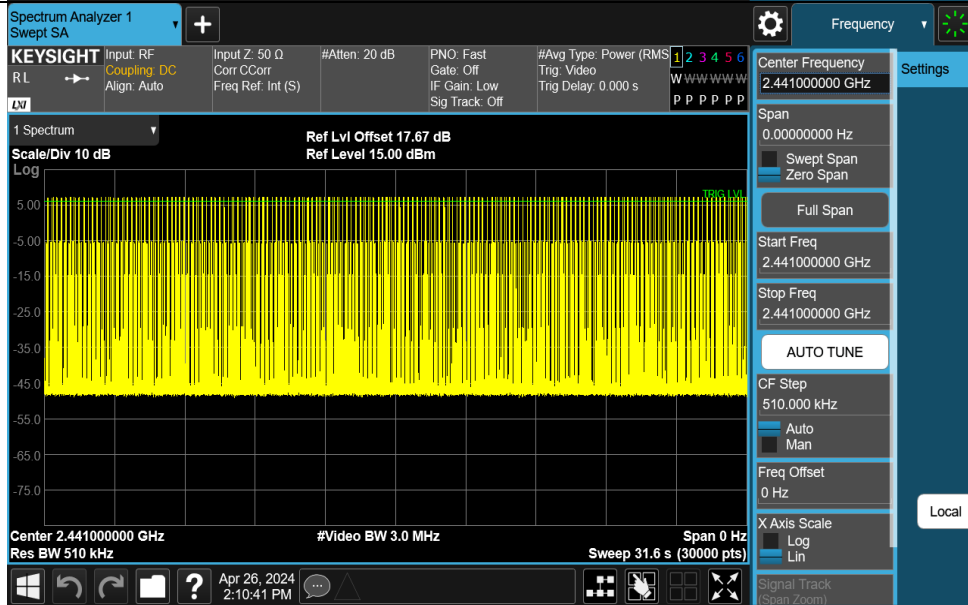 Spectrum Analyzer 1
Swept SA
+
Frequency
KEYSIGHT
R L
LXI
Input: RF
Coupling: DC
Align: Auto
Input Z: 50 Ω
Corr CCorr
Freq Ref: Int (S)
#Atten: 20 dB
PNO: Fast
Gate: Off
IF Gain: Low
Sig Track: Off
#Avg Type: Power (RMS
Trig: Video
Trig Delay: 0.000 s
1 2 3 4 5 6
W W W W W W
P P P P P P
1 Spectrum
Scale/Div 10 dB
Log
Ref Lvl Offset 17.67 dB
Ref Level 15.00 dBm
TRIG LVL
5.00
-5.00
-15.0
-25.0
-35.0
-45.0
-55.0
-65.0
-75.0
Center 2.441000000 GHz
#Video BW 3.0 MHz
Span 0 Hz
Res BW 510 kHz
Sweep 31.6 s (30000 pts)
Center Frequency
2.441000000 GHz
Span
0.00000000 Hz
Swept Span
Zero Span
Full Span
Start Freq
2.441000000 GHz
Stop Freq
2.441000000 GHz
AUTO TUNE
CF Step
510.000 kHz
Auto
Man
Freq Offset
0 Hz
X Axis Scale
Log
Lin
Signal Track
(Span Zoom)
Settings
Local
?
Apr 26, 2024
2:10:41 PM